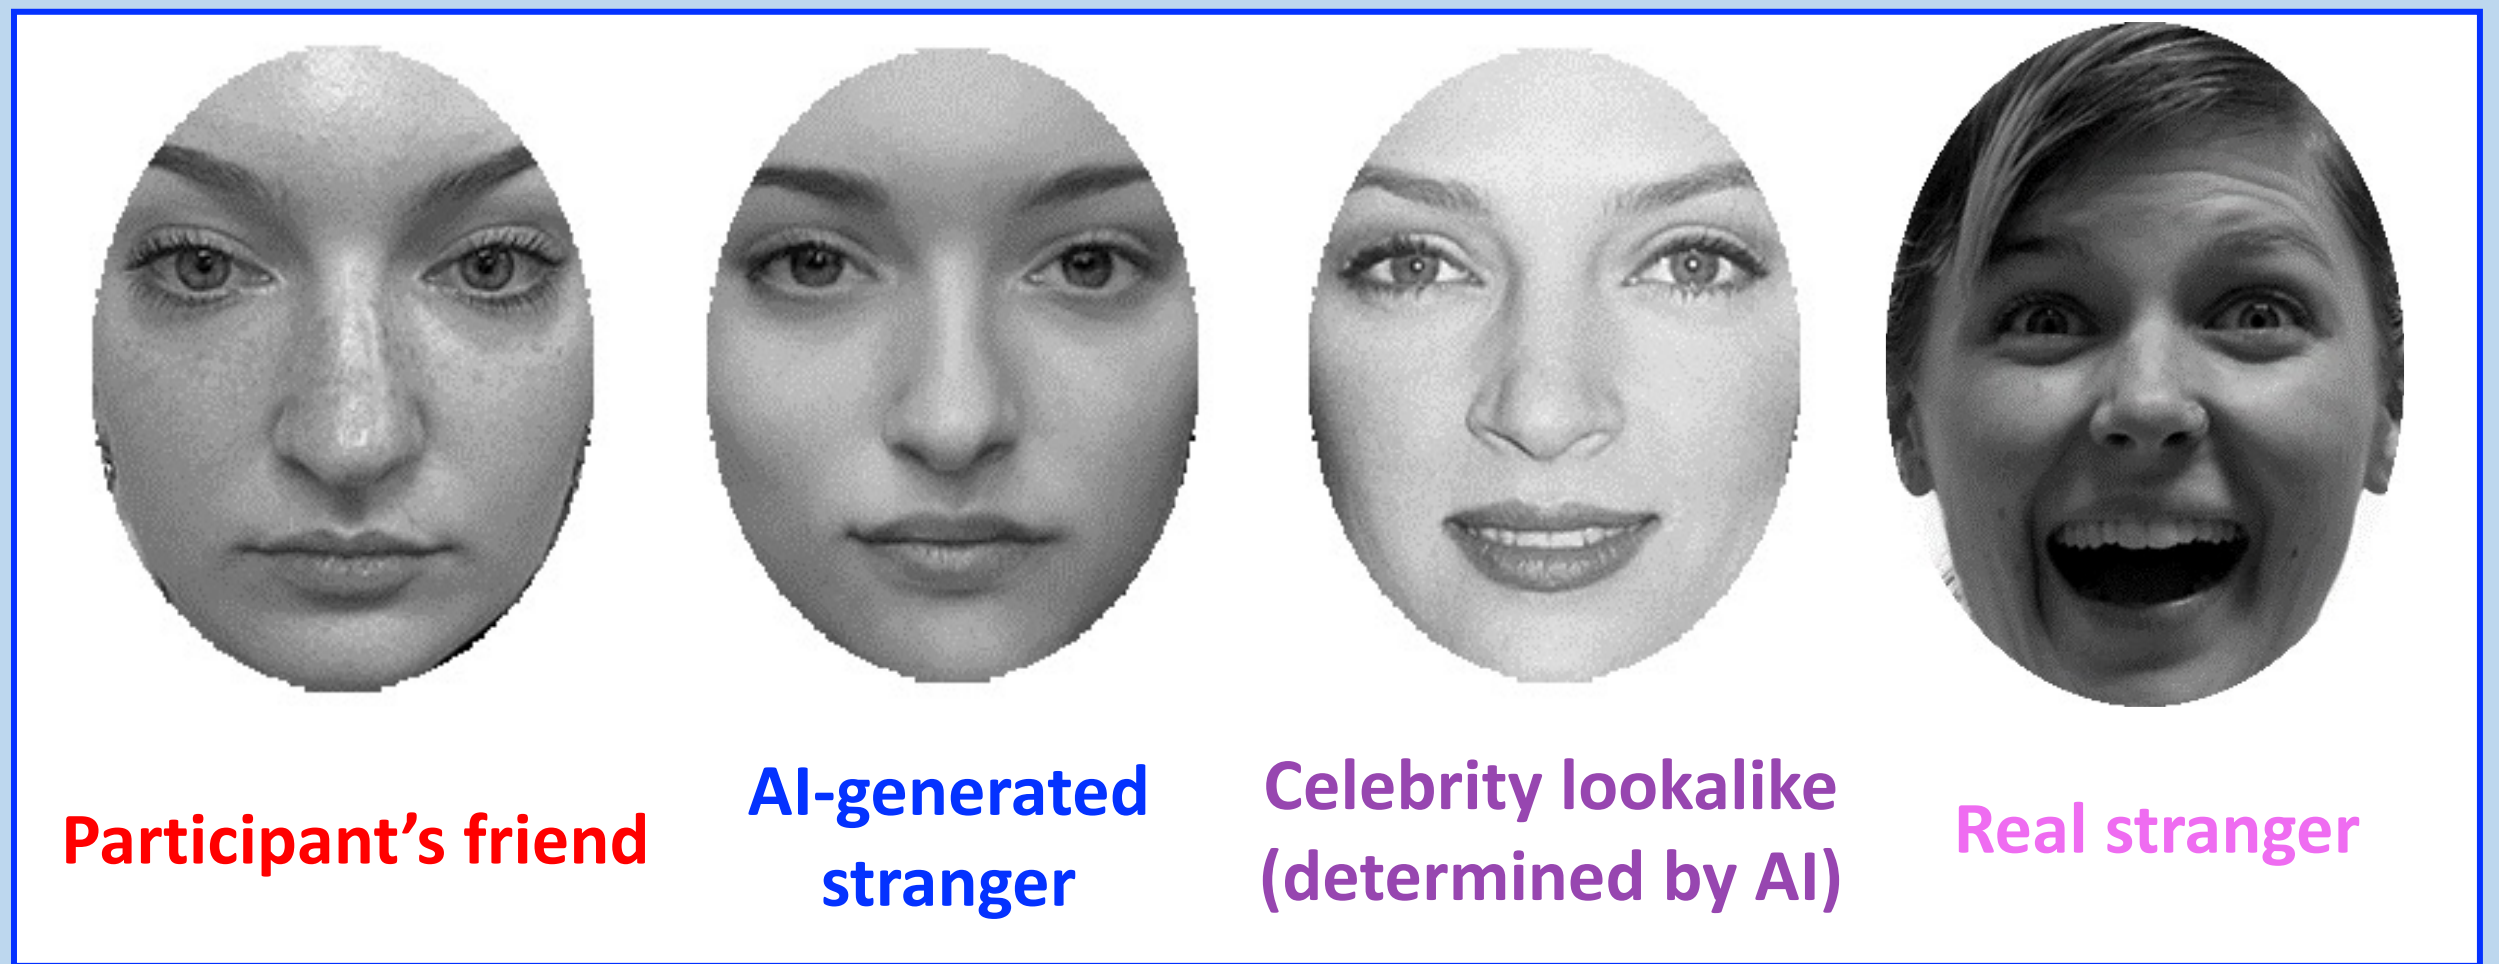 Participant’s friend
AI-generated
stranger
Celebrity lookalike
(determined by AI)
Real stranger